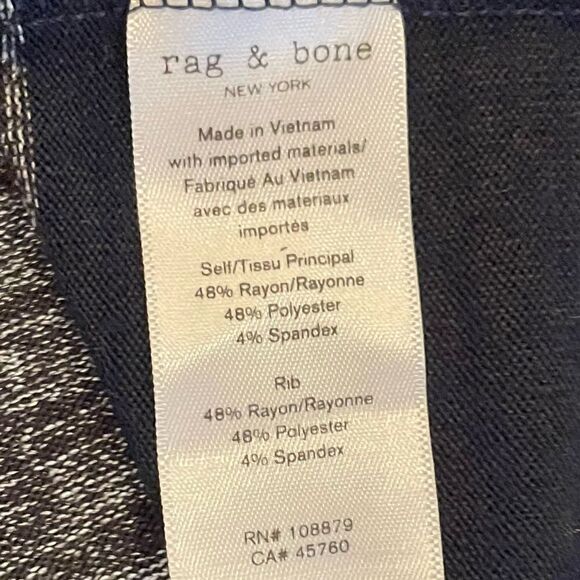 rag & bone
NEW YORK
Made in Vietnam
with imported materials/
Fabriqué Au Vietnam
avec des materiaux
importés
Self/Tissu Principal
48% Rayon/Rayonne
48% Polyester
4% Spandex
Rib
48% Rayon/Rayonne
48% Polyester
4% Spandex
RN# 108879
CA# 45760